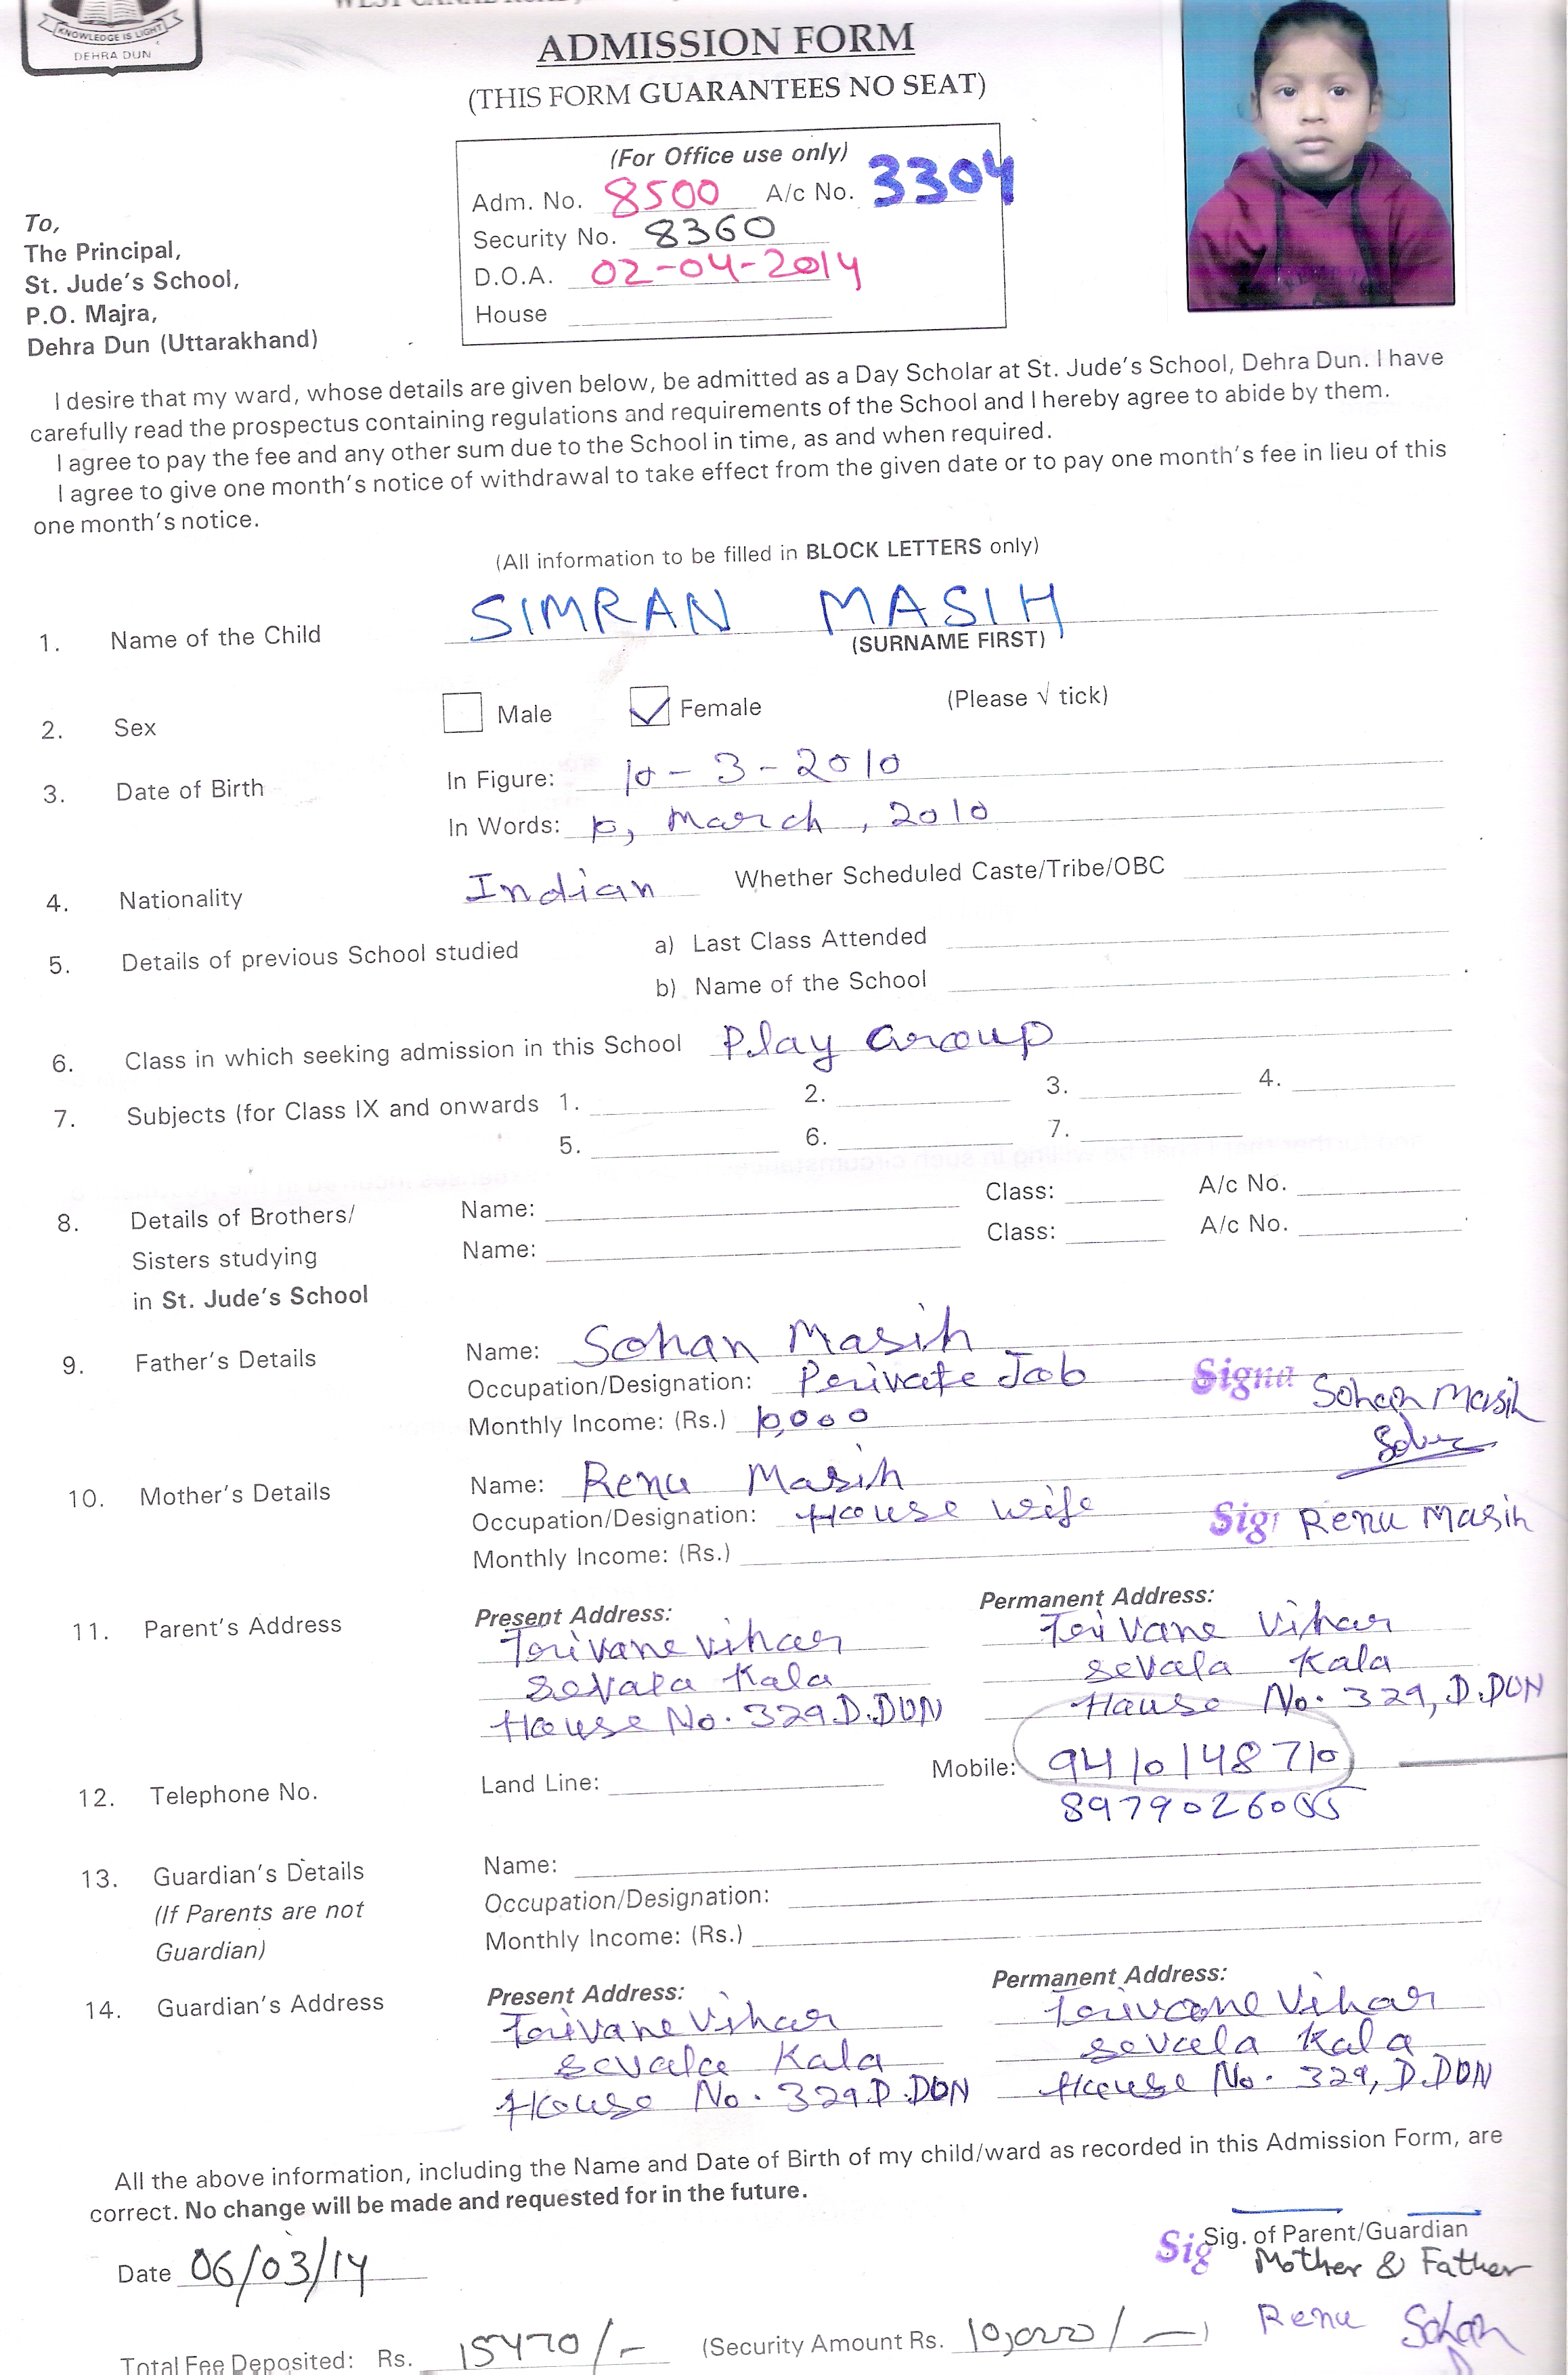 KNOWLEDGE IS LIGHT
DEHRA DUN
ADMISSION FORM
(THIS FORM GUARANTEES NO SEAT)
(For Office use only)
Adm. No. 8500 A/c No. 3304
Security No. 8360
D.O.A. 02-04-2014
House
To,
The Principal,
St. Jude's School,
P.O. Majra,
Dehra Dun (Uttarakhand)
I desire that my ward, whose details are given below, be admitted as a Day Scholar at St. Jude's School, Dehra Dun. I have
carefully read the prospectus containing regulations and requirements of the School and I hereby agree to abide by them.
I agree to pay the fee and any other sum due to the School in time, as and when required.
I agree to give one month's notice of withdrawal to take effect from the given date or to pay one month's fee in lieu of this
one month's notice.
(All information to be filled in BLOCK LETTERS only)
1. Name of the Child SIMRAN MASIH
(SURNAME FIRST)
2. Sex Male Female (Please √ tick)
3. Date of Birth In Figure: 10-3-2010
In Words: 10, March, 2010
4. Nationality Indian Whether Scheduled Caste/Tribe/OBC
5. Details of previous School studied a) Last Class Attended
b) Name of the School
6. Class in which seeking admission in this School Play Group
7. Subjects (for Class IX and onwards 1. 2. 3. 4.
5. 6. 7.
8. Details of Brothers/ Name: Class: A/c No.
Sisters studying Name: Class: A/c No.
in St. Jude's School
9. Father's Details Name: Sohan Masih
Occupation/Designation: Perivate Job Signa Sohan Masih
Monthly Income: (Rs.) 10,000
10. Mother's Details Name: Renu Masih
Occupation/Designation: House wife Sig Renu Masih
Monthly Income: (Rs.)
11. Parent's Address Present Address: Permanent Address:
Vihar Vihar
Sevala Kala Sevala Kala
House No. 329 D.DUN House No. 329, D.DUN
12. Telephone No. Land Line: Mobile: 9410148710
89790260
13. Guardian's Details Name:
(If Parents are not Occupation/Designation:
Guardian) Monthly Income: (Rs.)
14. Guardian's Address Present Address: Permanent Address:
Vihar Vihar
Sevala Kala Sevala Kala
House No. 329 D.DUN House No. 329, D.DUN
All the above information, including the Name and Date of Birth of my child/ward as recorded in this Admission Form, are
correct. No change will be made and requested for in the future.
Sig Sig. of Parent/Guardian
Date 06/03/14 Mother & Father
Renu Sohan
Total Fee Deposited: Rs. 15470/- (Security Amount Rs. 10,000/-)